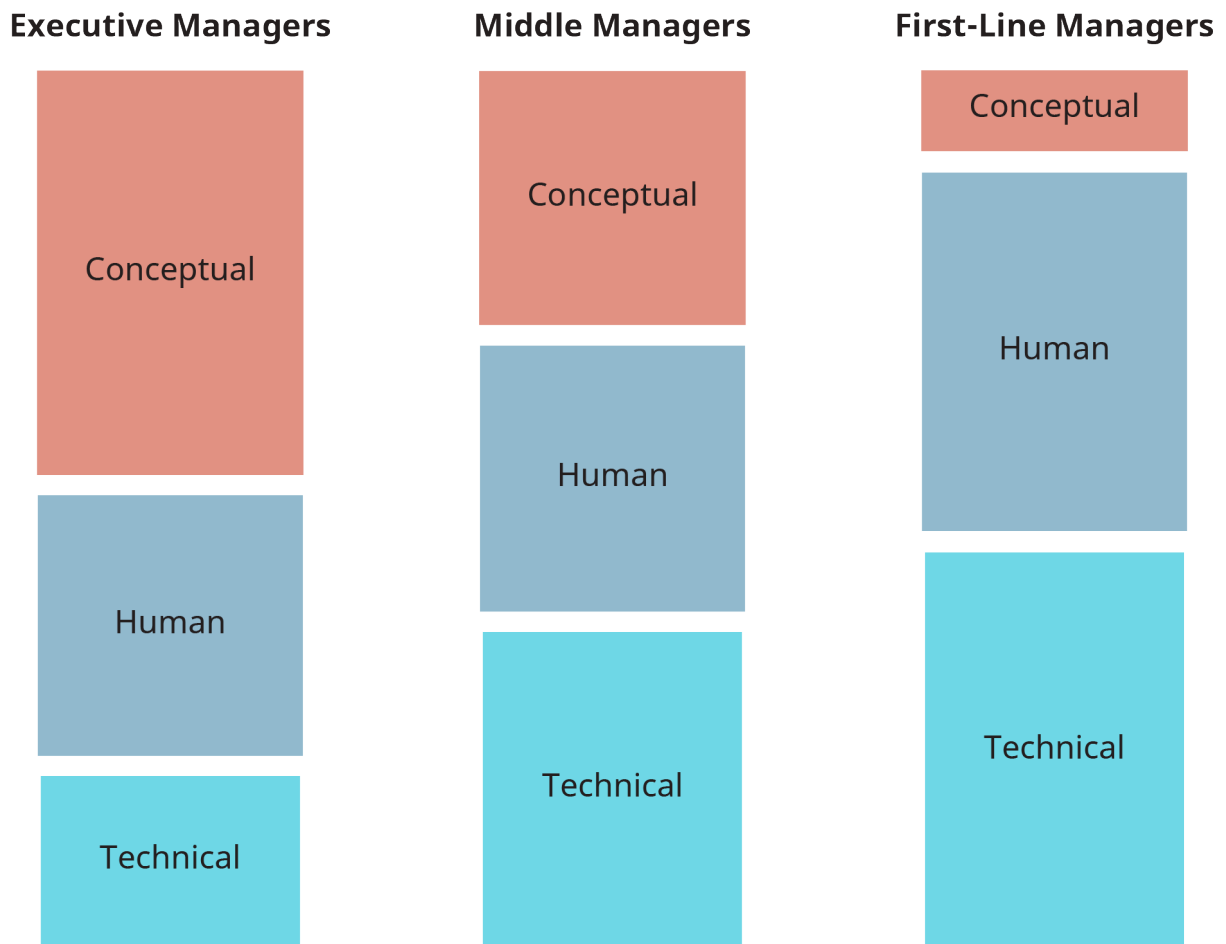 Executive Managers
Conceptual
Human
Technical
Middle Managers
Conceptual
Human
Technical
First-Line Managers
Conceptual
Human
Technical